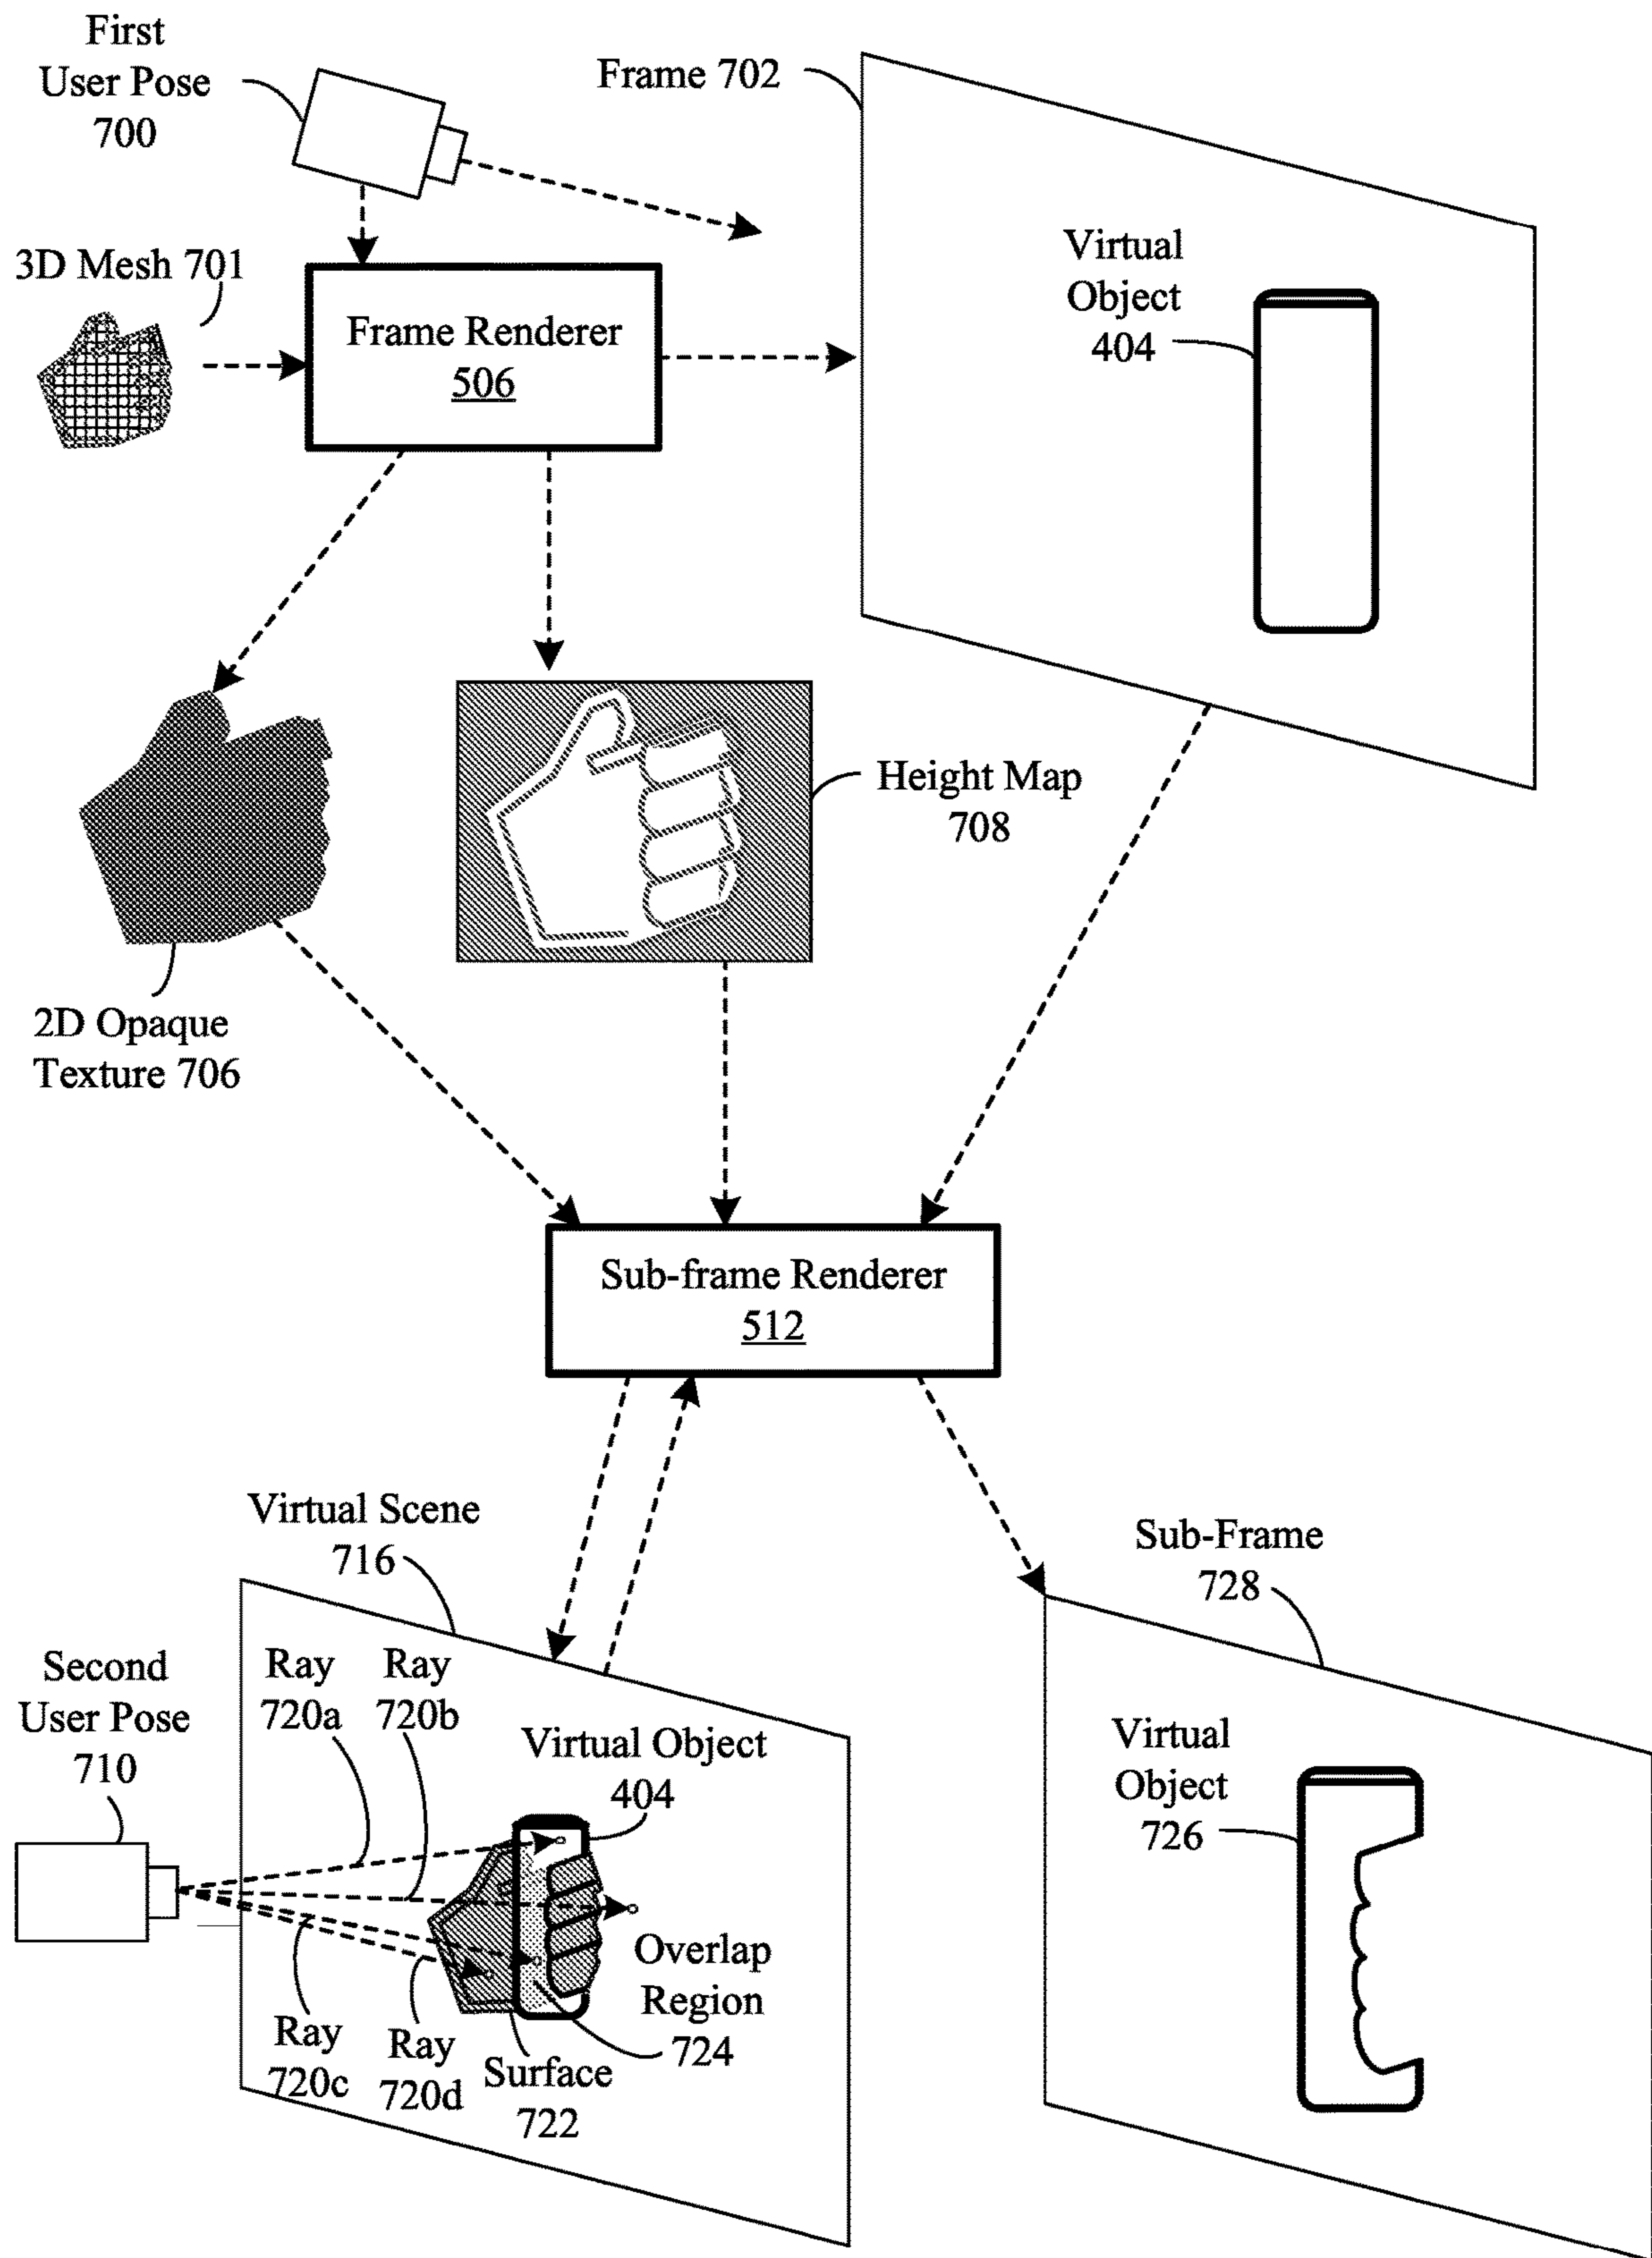 First
User Pose
700
Frame 702
3D Mesh 701
Frame Renderer
506
Virtual
Object
404
Height Map
708
2D Opaque
Texture 706
Sub-frame Renderer
512
Virtual Scene
716
Sub-Frame
728
Second
User Pose
710
Ray
720a
Ray
720b
Virtual Object
404
Virtual
Object
726
Overlap
Region
724
Ray
720c
Ray
720d
Surface
722